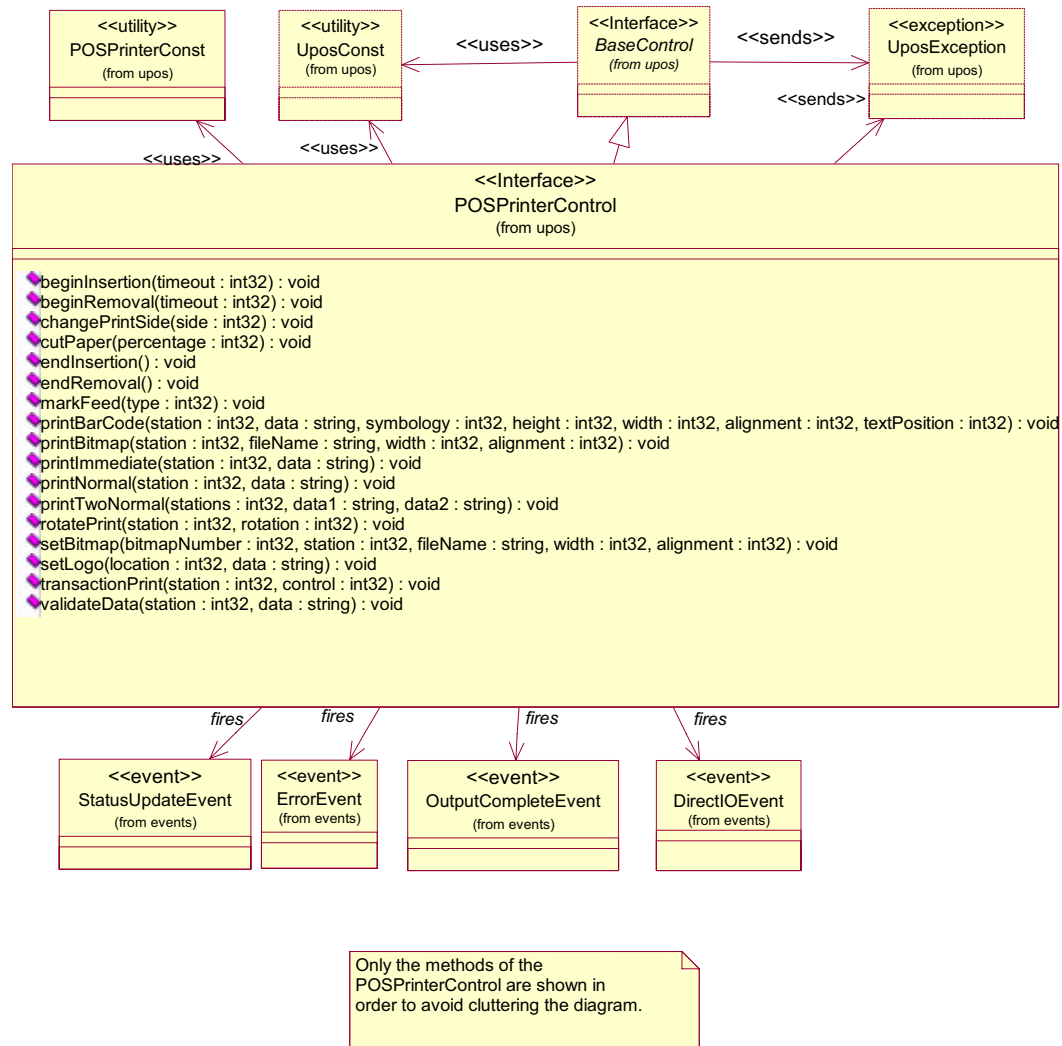 <<utility>>
POSPrinterConst
(from upos)
<<utility>>
UposConst
(from upos)
<<uses>>
<<Interface>>
BaseControl
(from upos)
<<sends>>
<<exception>>
UposException
(from upos)
<<sends>>
<<uses>>
<<uses>>
<<Interface>>
POSPrinterControl
(from upos)
beginInsertion(timeout : int32) : void
beginRemoval(timeout : int32) : void
changePrintSide(side : int32) : void
cutPaper(percentage : int32) : void
endInsertion() : void
endRemoval() : void
markFeed(type : int32) : void
printBarCode(station : int32, data : string, symbology : int32, height : int32, width : int32, alignment : int32, textPosition : int32) : void
printBitmap(station : int32, fileName : string, width : int32, alignment : int32) : void
printImmediate(station : int32, data : string) : void
printNormal(station : int32, data : string) : void
printTwoNormal(stations : int32, data1 : string, data2 : string) : void
rotatePrint(station : int32, rotation : int32) : void
setBitmap(bitmapNumber : int32, station : int32, fileName : string, width : int32, alignment : int32) : void
setLogo(location : int32, data : string) : void
transactionPrint(station : int32, control : int32) : void
validateData(station : int32, data : string) : void
fires
fires
fires
fires
<<event>>
StatusUpdateEvent
(from events)
<<event>>
ErrorEvent
(from events)
<<event>>
OutputCompleteEvent
(from events)
<<event>>
DirectIOEvent
(from events)
Only the methods of the
POSPrinterControl are shown in
order to avoid cluttering the diagram.